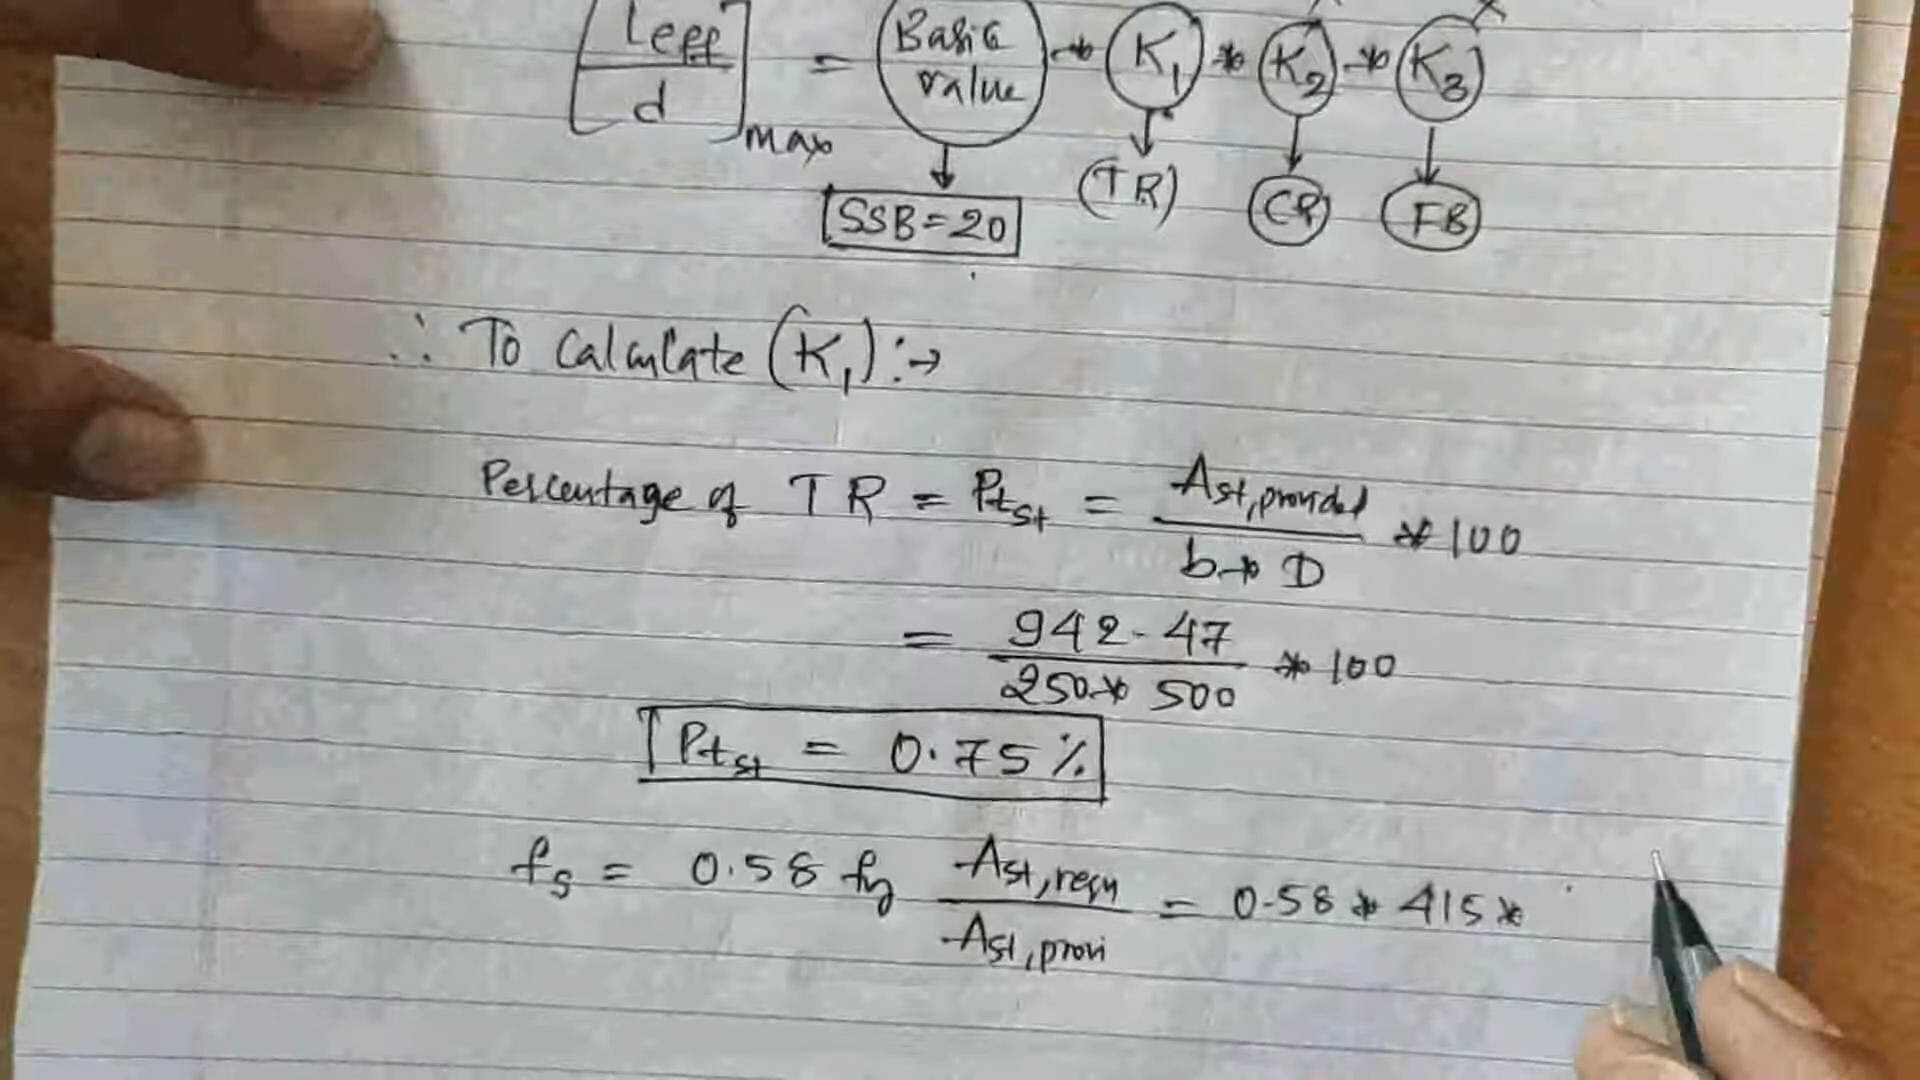 [Leff / d]max = Basic value * K1 * K2 * K3
SSB = 20 (TR) CR FB
∴ To Calculate (K1) :→
Percentage of TR = Ptst = Ast,provided / b * D * 100
= 942.47 / 250 * 500 * 100
Ptst = 0.75 %
fs = 0.58 fy Ast,requ / Ast,provi = 0.58 * 415 *